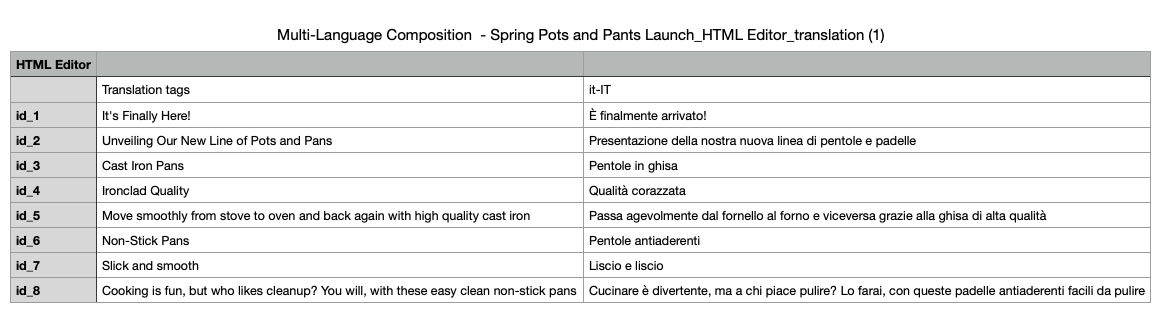 Multi-Language Composition - Spring Pots and Pants Launch_HTML Editor_translation (1)
HTML Editor
Translation tags it-IT
id_1 It's Finally Here! È finalmente arrivato!
id_2 Unveiling Our New Line of Pots and Pans Presentazione della nostra nuova linea di pentole e padelle
id_3 Cast Iron Pans Pentole in ghisa
id_4 Ironclad Quality Qualità corazzata
id_5 Move smoothly from stove to oven and back again with high quality cast iron Passa agevolmente dal fornello al forno e viceversa grazie alla ghisa di alta qualità
id_6 Non-Stick Pans Pentole antiaderenti
id_7 Slick and smooth Liscio e liscio
id_8 Cooking is fun, but who likes cleanup? You will, with these easy clean non-stick pans Cucinare è divertente, ma a chi piace pulire? Lo farai, con queste padelle antiaderenti facili da pulire